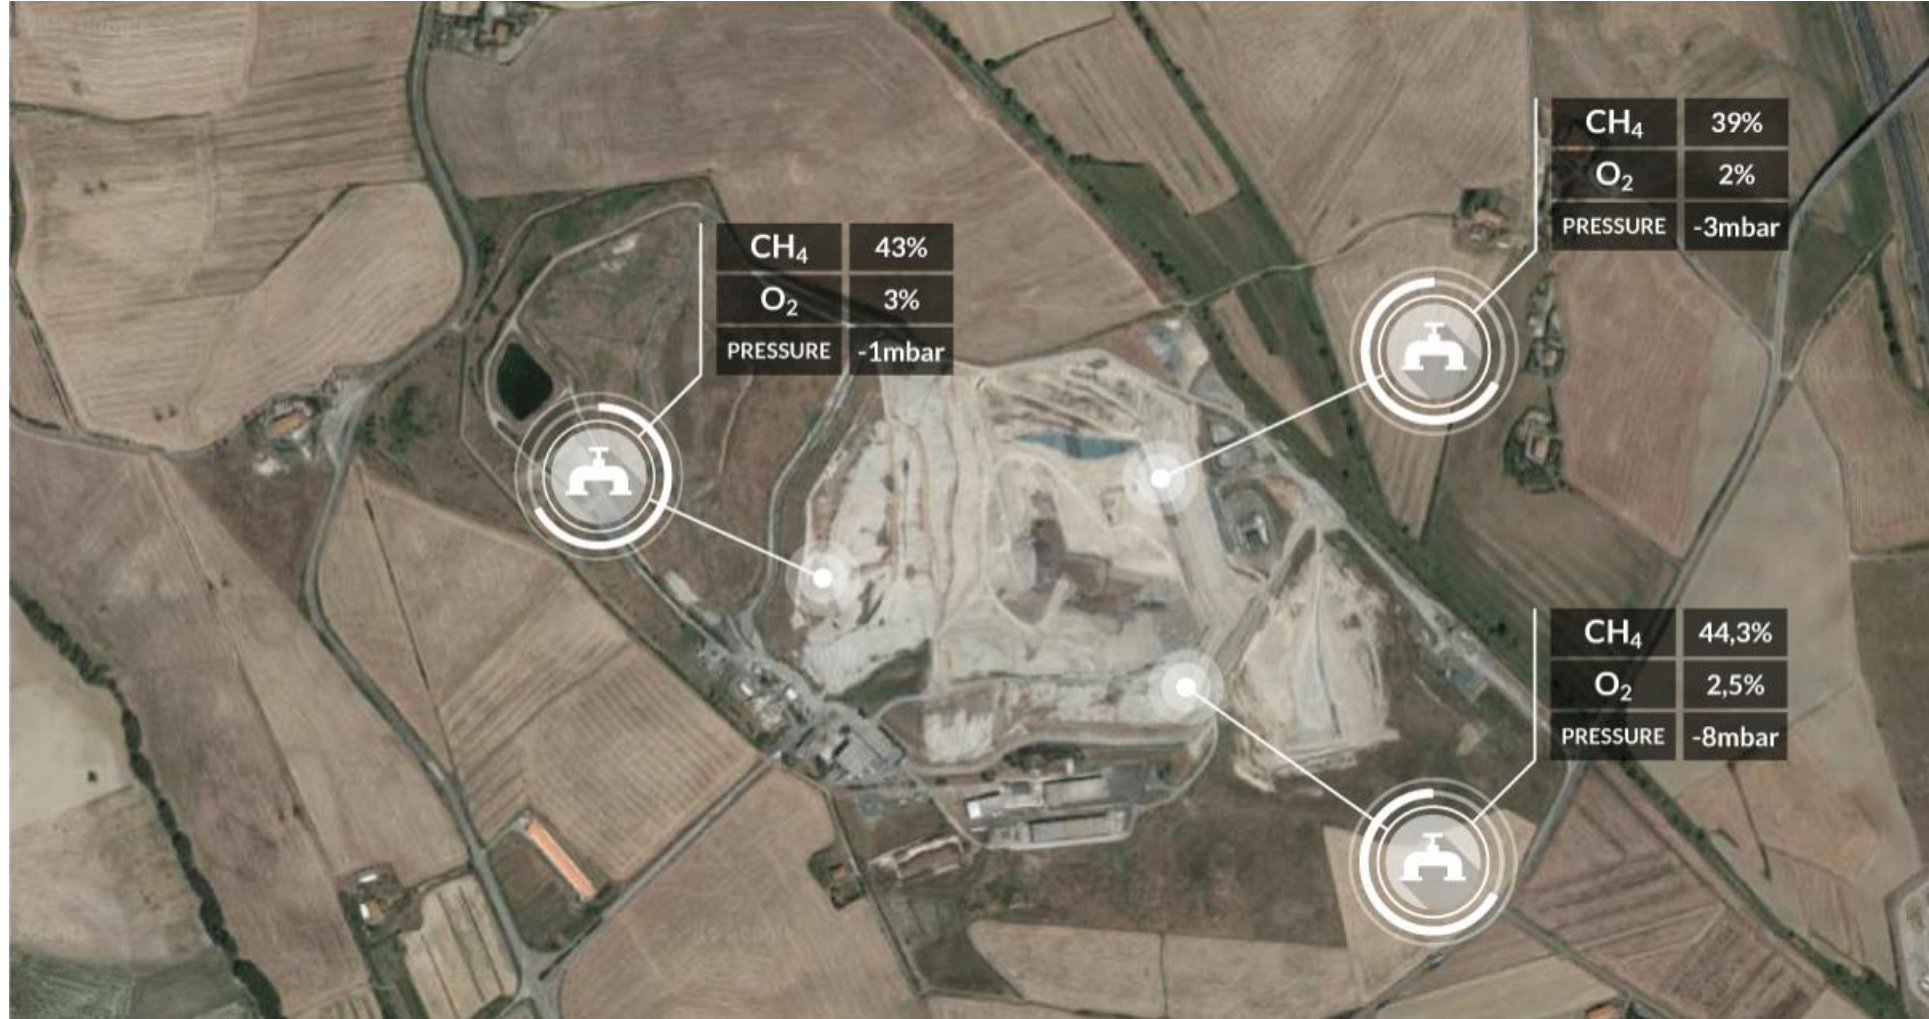 CH₄ 39%
O₂ 2%
PRESSURE -3mbar
CH₄ 43%
O₂ 3%
PRESSURE -1mbar
CH₄ 44,3%
O₂ 2,5%
PRESSURE -8mbar